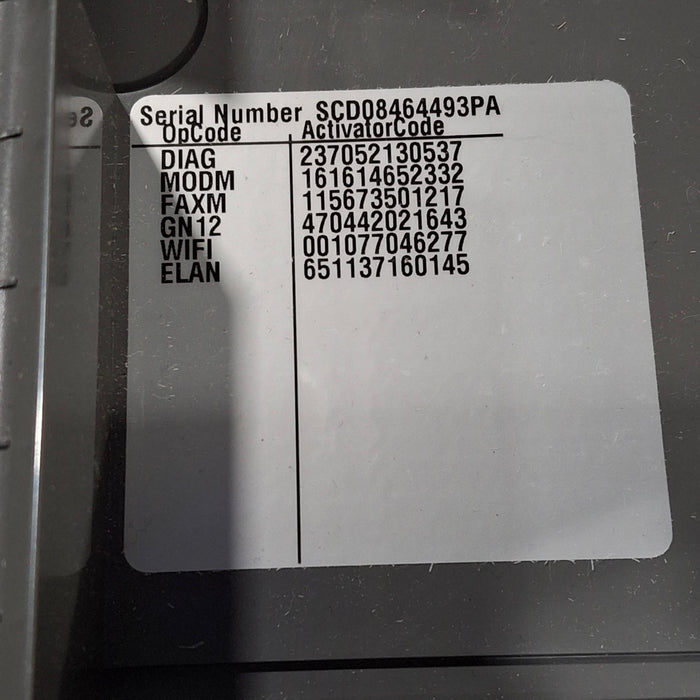 Serial Number SCD08464493PA
OpCode ActivatorCode
DIAG 237052130537
MODM 161614652332
FAXM 115673501217
GN12 470442021643
WIFI 001077046277
ELAN 651137160145